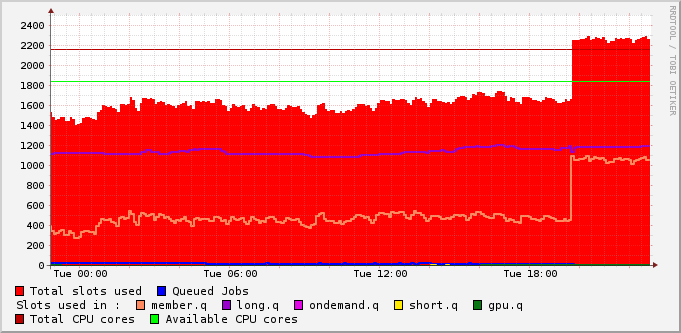 RRDTOOL / TOBI OETIKER
2400
2200
2000
1800
1600
1400
1200
1000
800
600
400
200
0
Tue 00:00 Tue 06:00 Tue 12:00 Tue 18:00
Total slots used Queued Jobs
Slots used in : member.q long.q ondemand.q short.q gpu.q
Total CPU cores Available CPU cores